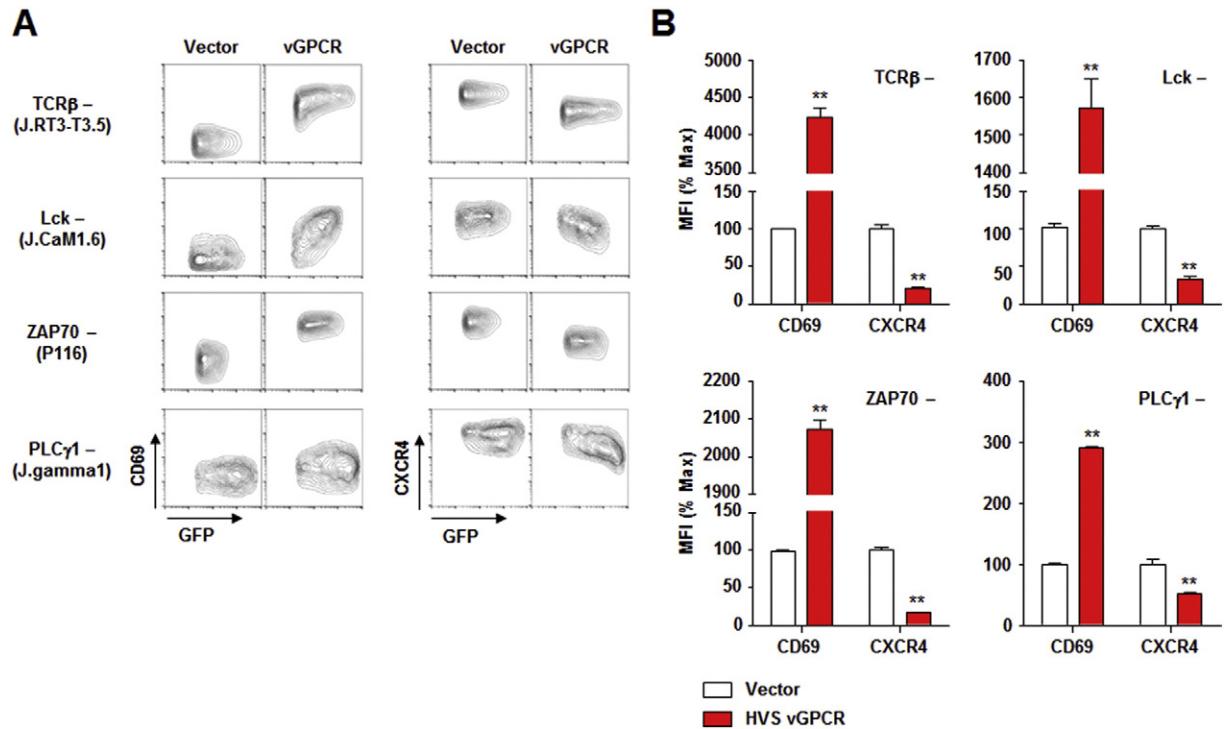 A
Vector vGPCR
Vector vGPCR
TCRβ –
(J.RT3-T3.5)
Lck –
(J.CaM1.6)
ZAP70 –
(P116)
PLCγ1 –
(J.gamma1)
CD69
GFP
CXCR4
GFP
B
MFI (% Max)
5000
4500
4000
3500
150
100
50
0
TCRβ –
**
**
CD69 CXCR4
1700
1600
1500
1400
150
100
50
0
Lck –
**
**
CD69 CXCR4
MFI (% Max)
2200
2100
2000
1900
150
100
50
0
ZAP70 –
**
**
CD69 CXCR4
400
300
200
100
0
PLCγ1 –
**
**
CD69 CXCR4
Vector
HVS vGPCR